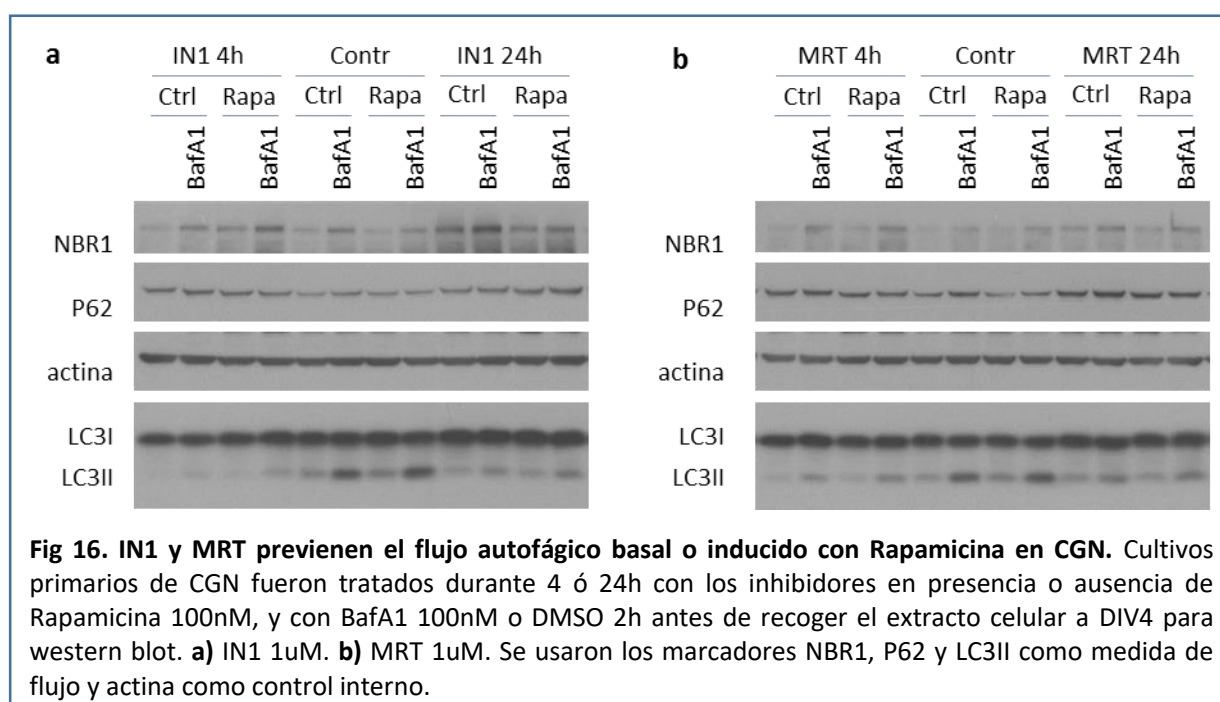 a
IN1 4h Contr IN1 24h
Ctrl Rapa Ctrl Rapa Ctrl Rapa
BafA1 BafA1 BafA1 BafA1 BafA1 BafA1
NBR1
P62
actina
LC3I
LC3II
b
MRT 4h Contr MRT 24h
Ctrl Rapa Ctrl Rapa Ctrl Rapa
BafA1 BafA1 BafA1 BafA1 BafA1 BafA1
NBR1
P62
actina
LC3I
LC3II
Fig 16. IN1 y MRT previenen el flujo autofágico basal o inducido con Rapamicina en CGN. Cultivos
primarios de CGN fueron tratados durante 4 ó 24h con los inhibidores en presencia o ausencia de
Rapamicina 100nM, y con BafA1 100nM o DMSO 2h antes de recoger el extracto celular a DIV4 para
western blot. a) IN1 1uM. b) MRT 1uM. Se usaron los marcadores NBR1, P62 y LC3II como medida de
flujo y actina como control interno.